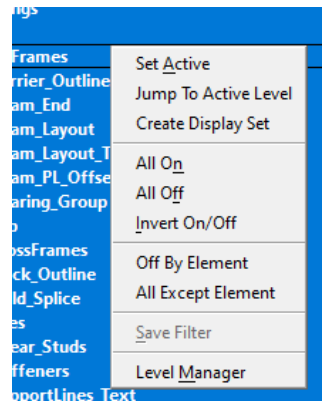 ngs
Frames
rrier_Outline
am_End
am_Layout
am_Layout_T
am_PL_Offse
aring_Group
ossFrames
ck_Outline
ld_Splice
es
ear_Studs
ffeners
pportLines_Text
Set Active
Jump To Active Level
Create Display Set
All On
All Off
Invert On/Off
Off By Element
All Except Element
Save Filter
Level Manager